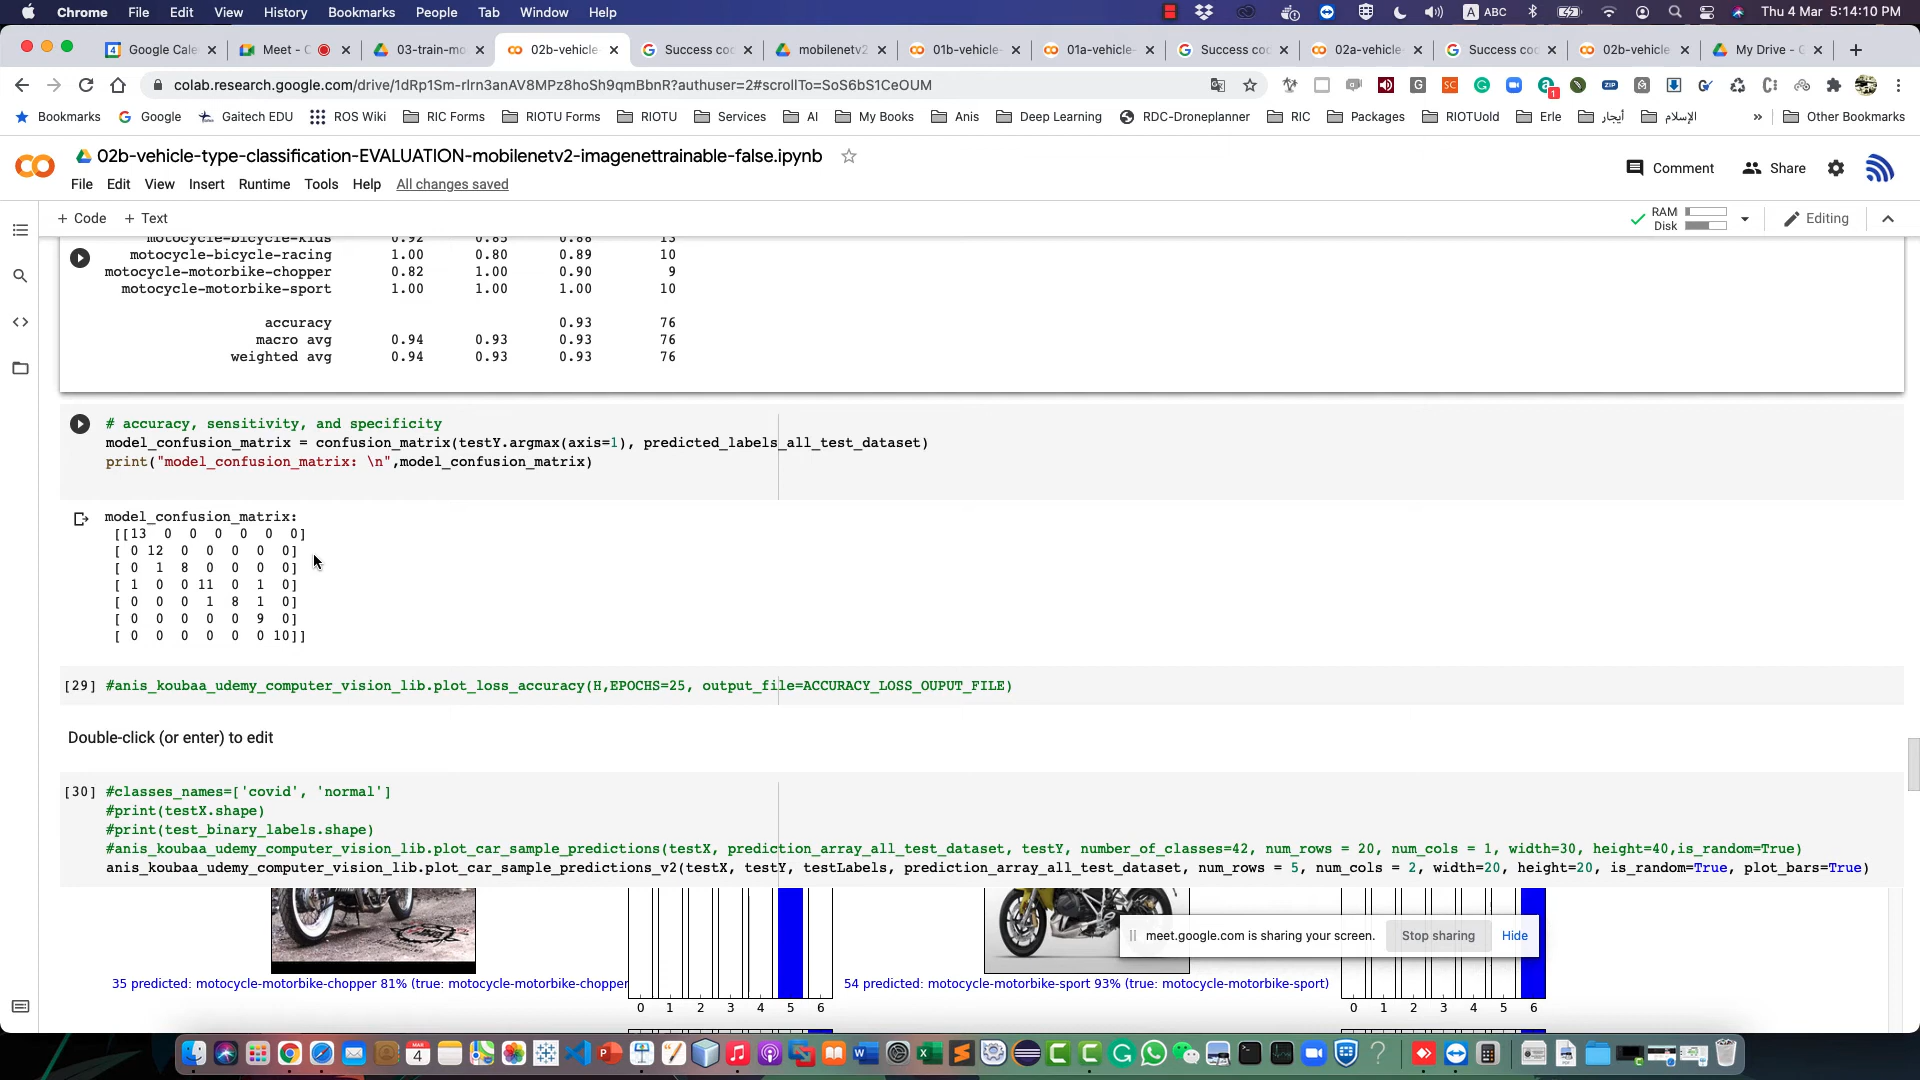 Chrome File Edit View History Bookmarks People Tab Window Help ABC Thu 4 Mar 5:14:10 PM
Google Cale Meet - 03-train-mo 02b-vehicle Success co mobilenetv2 01b-vehicle- 01a-vehicle- Success co 02a-vehicle Success co 02b-vehicle My Drive - G
colab.research.google.com/drive/1dRp1Sm-rIrn3anAV8MPz8hoSh9qmBbnR?authuser=2#scrollTo=SoS6bS1CeOUM
Bookmarks Google Gaitech EDU ROS Wiki RIC Forms RIOTU Forms RIOTU Services AI My Books Anis Deep Learning RDC-Droneplanner RIC Packages RIOTUold Erle أيجار الإسلام » Other Bookmarks
02b-vehicle-type-classification-EVALUATION-mobilenetv2-imagenettrainable-false.ipynb
File Edit View Insert Runtime Tools Help All changes saved
Comment Share
+ Code + Text RAM Disk Editing
motocycle-bicycle-kids 0.92 0.85 0.88 13
motocycle-bicycle-racing 1.00 0.80 0.89 10
motocycle-motorbike-chopper 0.82 1.00 0.90 9
motocycle-motorbike-sport 1.00 1.00 1.00 10
accuracy 0.93 76
macro avg 0.94 0.93 0.93 76
weighted avg 0.94 0.93 0.93 76
# accuracy, sensitivity, and specificity
model_confusion_matrix = confusion_matrix(testY.argmax(axis=1), predicted_labels_all_test_dataset)
print("model_confusion_matrix: \n",model_confusion_matrix)
model_confusion_matrix:
[[13 0 0 0 0 0 0]
[ 0 12 0 0 0 0 0]
[ 0 1 8 0 0 0 0]
[ 1 0 0 11 0 1 0]
[ 0 0 0 1 8 1 0]
[ 0 0 0 0 0 9 0]
[ 0 0 0 0 0 0 10]]
[29] #anis_koubaa_udemy_computer_vision_lib.plot_loss_accuracy(H,EPOCHS=25, output_file=ACCURACY_LOSS_OUPUT_FILE)
Double-click (or enter) to edit
[30] #classes_names=['covid', 'normal']
#print(testX.shape)
#print(test_binary_labels.shape)
#anis_koubaa_udemy_computer_vision_lib.plot_car_sample_predictions(testX, prediction_array_all_test_dataset, testY, number_of_classes=42, num_rows = 20, num_cols = 1, width=30, height=40,is_random=True)
anis_koubaa_udemy_computer_vision_lib.plot_car_sample_predictions_v2(testX, testY, testLabels, prediction_array_all_test_dataset, num_rows = 5, num_cols = 2, width=20, height=20, is_random=True, plot_bars=True)
meet.google.com is sharing your screen. Stop sharing Hide
35 predicted: motocycle-motorbike-chopper 81% (true: motocycle-motorbike-chopper
54 predicted: motocycle-motorbike-sport 93% (true: motocycle-motorbike-sport)
0 1 2 3 4 5 6
0 1 2 3 4 5 6